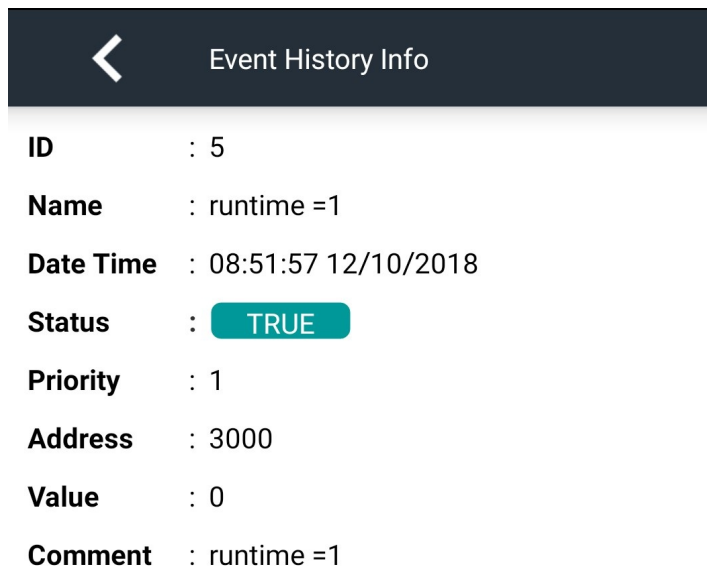 Event History Info
ID : 5
Name : runtime =1
Date Time : 08:51:57 12/10/2018
Status : TRUE
Priority : 1
Address : 3000
Value : 0
Comment : runtime =1